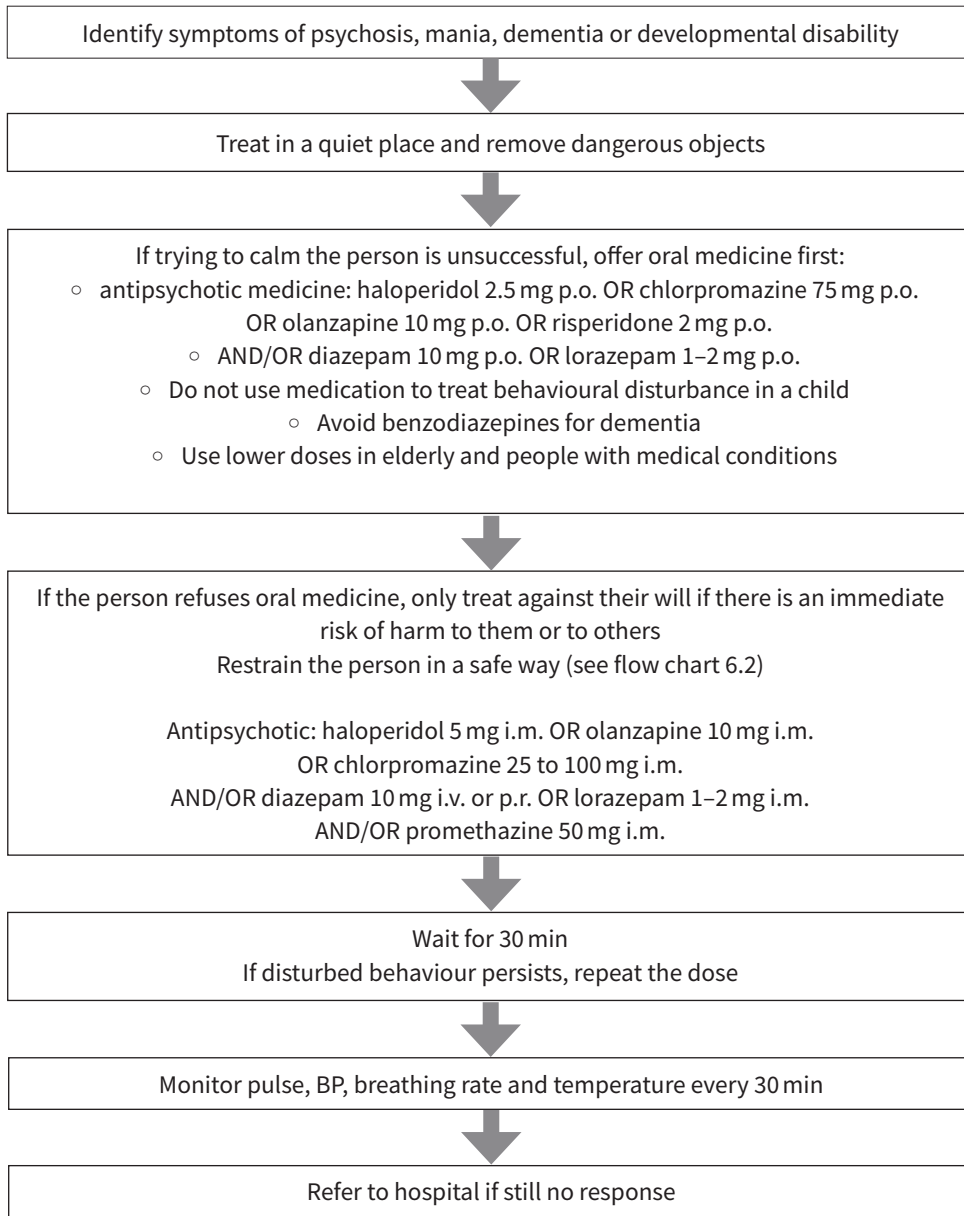 Identify symptoms of psychosis, mania, dementia or developmental disability
Treat in a quiet place and remove dangerous objects
If trying to calm the person is unsuccessful, offer oral medicine first:
○ antipsychotic medicine: haloperidol 2.5 mg p.o. OR chlorpromazine 75 mg p.o.
OR olanzapine 10 mg p.o. OR risperidone 2 mg p.o.
○ AND/OR diazepam 10 mg p.o. OR lorazepam 1–2 mg p.o.
○ Do not use medication to treat behavioural disturbance in a child
○ Avoid benzodiazepines for dementia
○ Use lower doses in elderly and people with medical conditions
If the person refuses oral medicine, only treat against their will if there is an immediate
risk of harm to them or to others
Restrain the person in a safe way (see flow chart 6.2)
Antipsychotic: haloperidol 5 mg i.m. OR olanzapine 10 mg i.m.
OR chlorpromazine 25 to 100 mg i.m.
AND/OR diazepam 10 mg i.v. or p.r. OR lorazepam 1–2 mg i.m.
AND/OR promethazine 50 mg i.m.
Wait for 30 min
If disturbed behaviour persists, repeat the dose
Monitor pulse, BP, breathing rate and temperature every 30 min
Refer to hospital if still no response